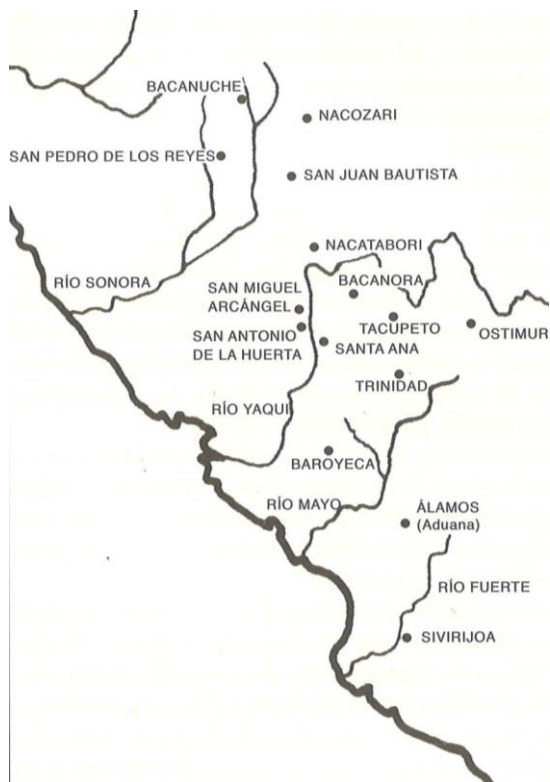 BACANUCHE
NACOZARI
SAN PEDRO DE LOS REYES
SAN JUAN BAUTISTA
NACATABORI
RÍO SONORA
BACANORA
SAN MIGUEL
ARCÁNGEL
TACUPETO
OSTIMUR
SAN ANTONIO
DE LA HUERTA
SANTA ANA
TRINIDAD
RÍO YAQUI
BAROYECA
RÍO MAYO
ÁLAMOS
(Aduana)
RÍO FUERTE
SIVIRIJOA